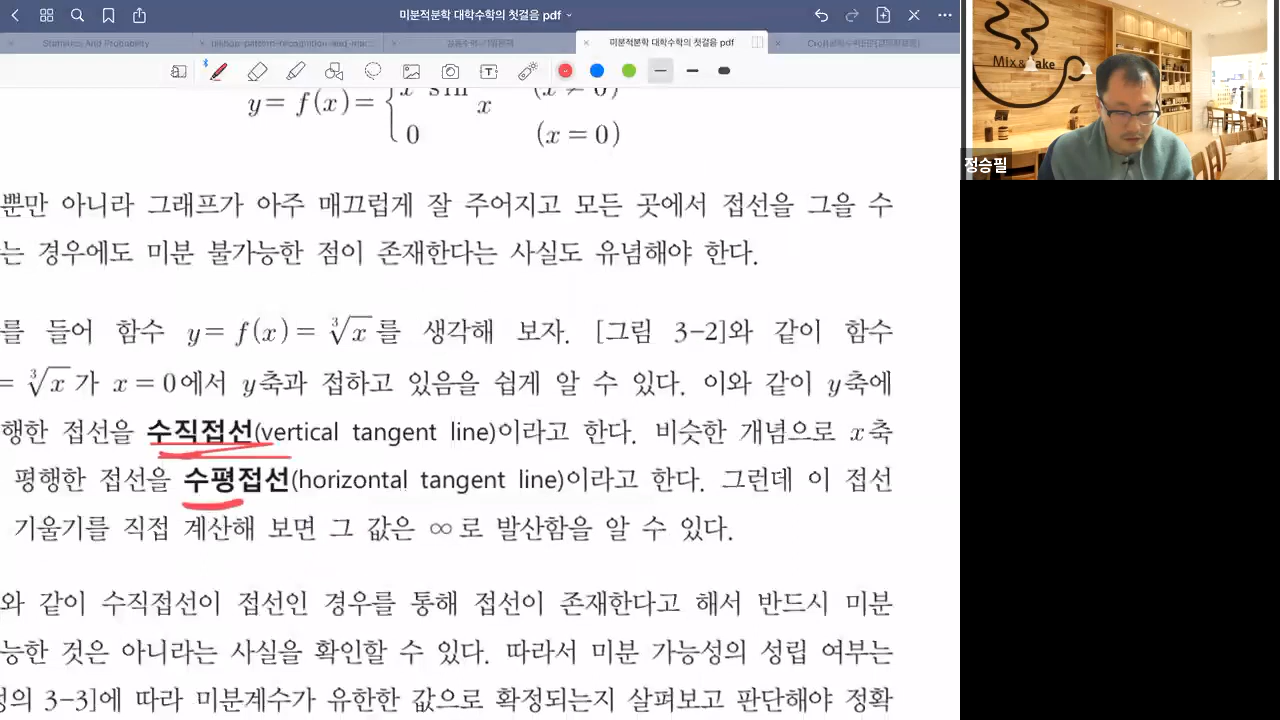 미분적분학 대학수학의 첫걸음 pdf
Statistics And Probability
미분적분학 대학수학의 첫걸음 pdf
Mix & Bake
정승필
y = f(x) = { x sin x (x ≠ 0)
0 (x = 0)
뿐만 아니라 그래프가 아주 매끄럽게 잘 주어지고 모든 곳에서 접선을 그을 수
는 경우에도 미분 불가능한 점이 존재한다는 사실도 유념해야 한다.
를 들어 함수 y = f(x) = ∛x 를 생각해 보자. [그림 3-2]와 같이 함수
= ∛x 가 x = 0에서 y축과 접하고 있음을 쉽게 알 수 있다. 이와 같이 y축에
행한 접선을 수직접선(vertical tangent line)이라고 한다. 비슷한 개념으로 x축
평행한 접선을 수평접선(horizontal tangent line)이라고 한다. 그런데 이 접선
기울기를 직접 계산해 보면 그 값은 ∞로 발산함을 알 수 있다.
와 같이 수직접선이 접선인 경우를 통해 접선이 존재한다고 해서 반드시 미분
능한 것은 아니라는 사실을 확인할 수 있다. 따라서 미분 가능성의 성립 여부는
정의 3-3]에 따라 미분계수가 유한한 값으로 확정되는지 살펴보고 판단해야 정확